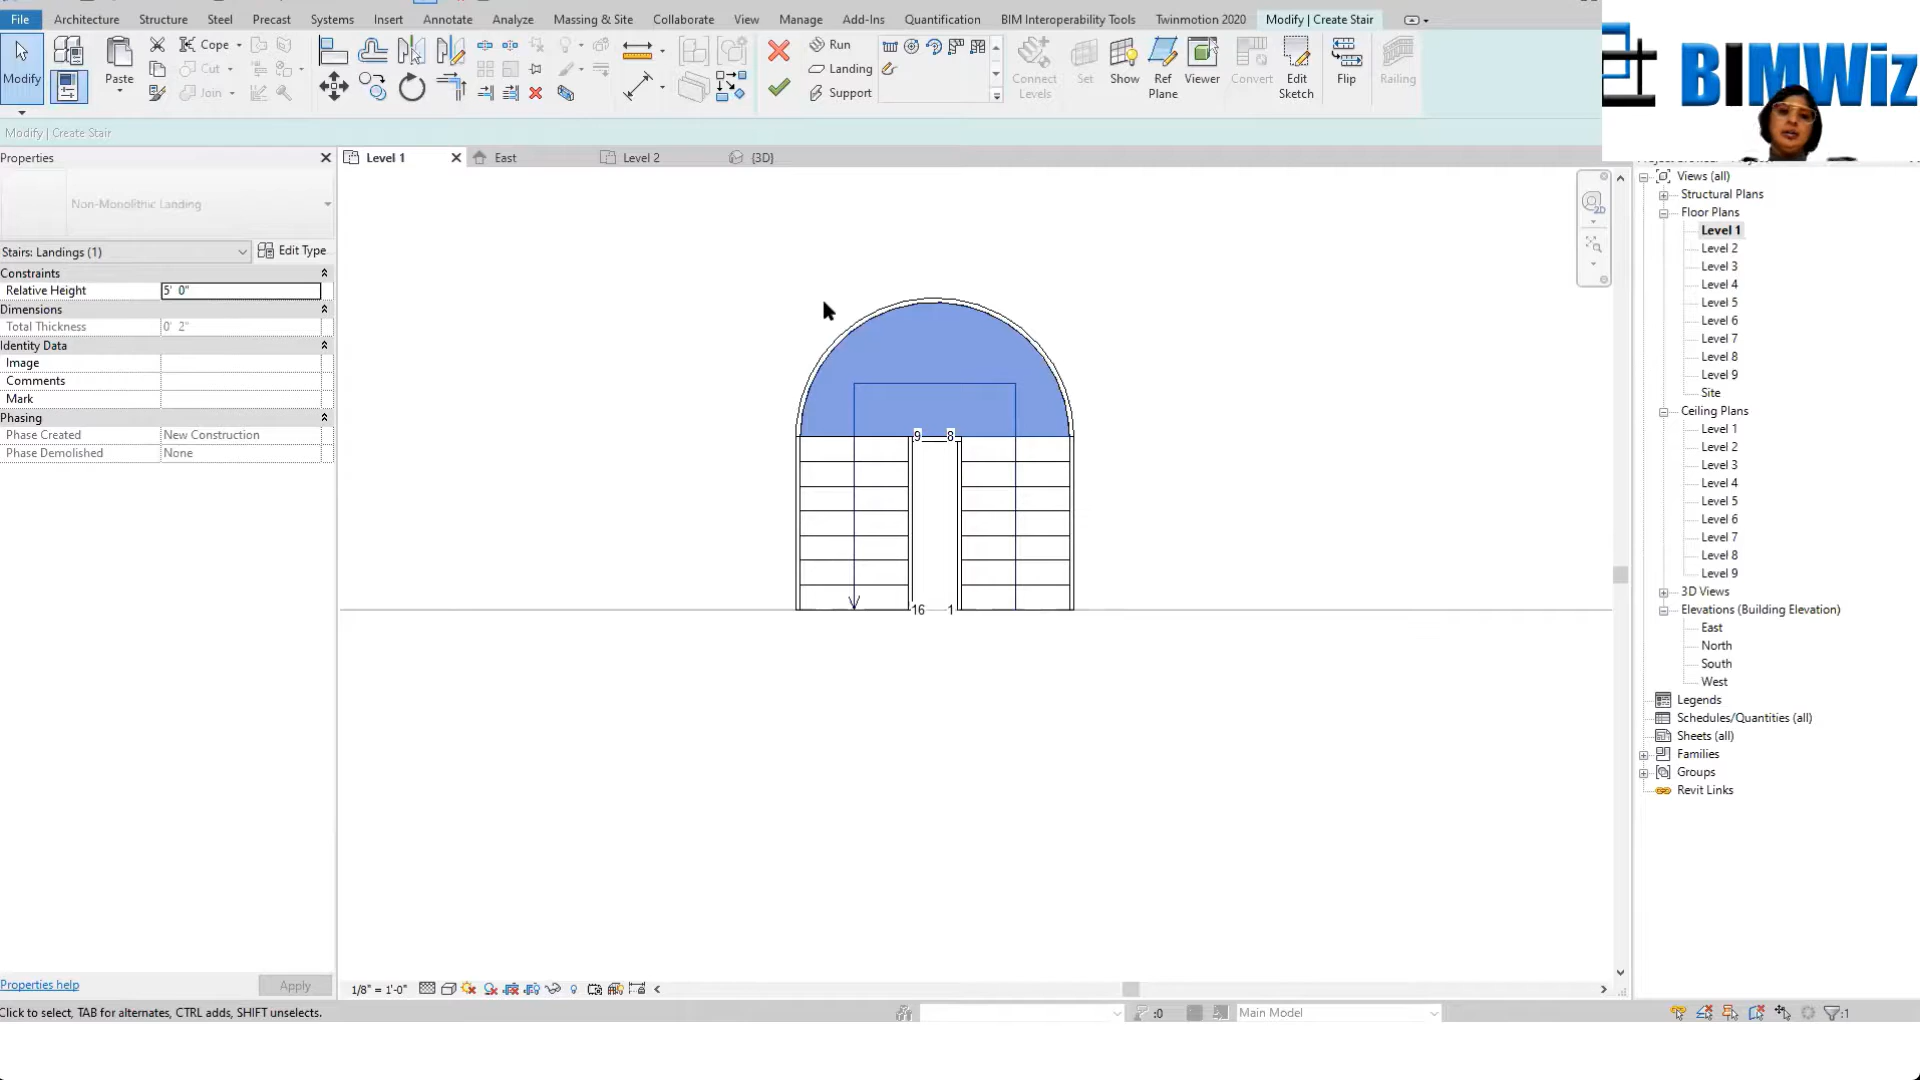 File Architecture Structure Steel Precast Systems Insert Annotate Analyze Massing & Site Collaborate View Manage Add-Ins Quantification BIM Interoperability Tools Twinmotion 2020 Modify | Create Stair
BIMWiz
Modify
Paste
Cope
Cut
Join
Run
Landing
Support
Connect Levels
Set
Show
Ref Plane
Viewer
Convert
Edit Sketch
Flip
Railing
Modify | Create Stair
Properties
Level 1
East
Level 2
{3D}
Non-Monolithic Landing
Stairs: Landings (1)
Edit Type
Constraints
Relative Height 5' 0"
Dimensions
Total Thickness 0' 2"
Identity Data
Image
Comments
Mark
Phasing
Phase Created New Construction
Phase Demolished None
9 8
16 1
Views (all)
Structural Plans
Floor Plans
Level 1
Level 2
Level 3
Level 4
Level 5
Level 6
Level 7
Level 8
Level 9
Site
Ceiling Plans
Level 1
Level 2
Level 3
Level 4
Level 5
Level 6
Level 7
Level 8
Level 9
3D Views
Elevations (Building Elevation)
East
North
South
West
Legends
Schedules/Quantities (all)
Sheets (all)
Families
Groups
Revit Links
Properties help
Apply
1/8" = 1'-0"
Click to select, TAB for alternates, CTRL adds, SHIFT unselects.
:0
Main Model
:1